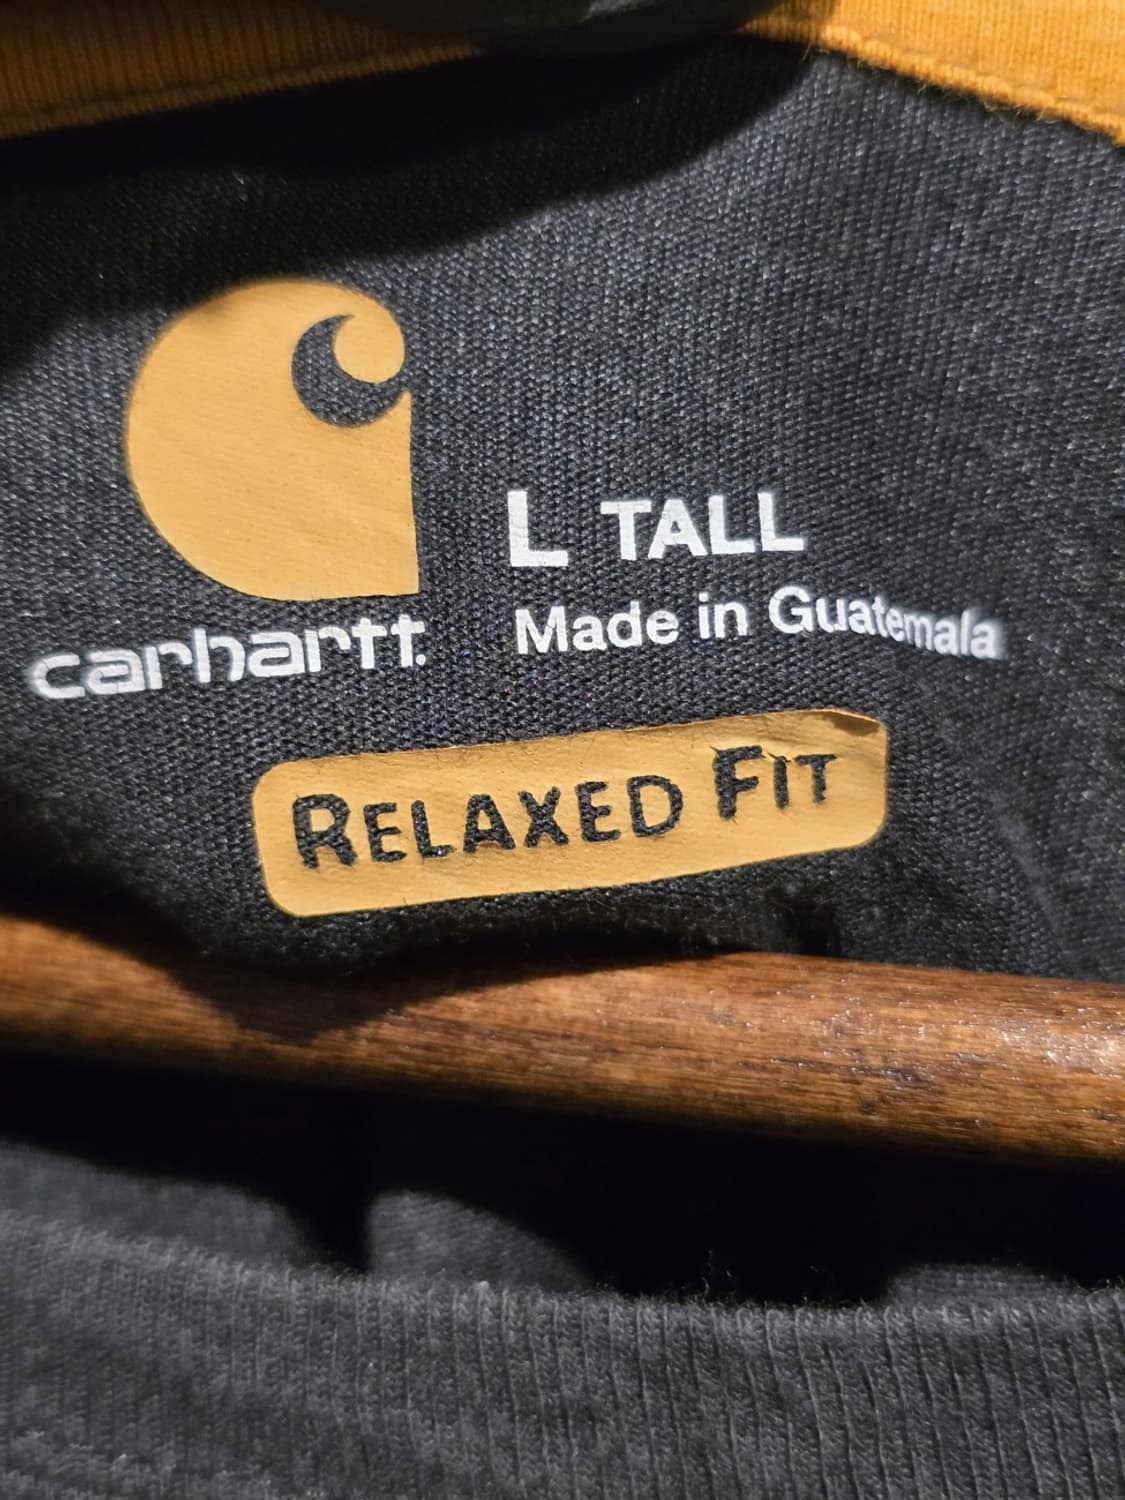 L TALL
carhartt.
Made in Guatemala
RELAXED FIT